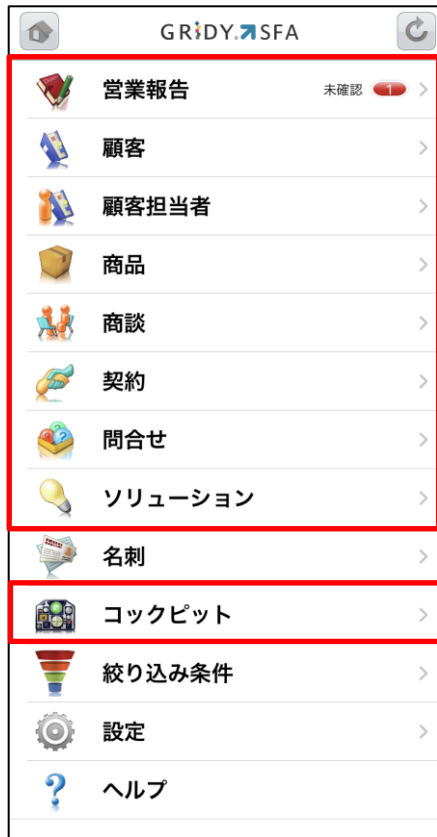 GRIDY SFA
営業報告 未確認 1
顧客
顧客担当者
商品
商談
契約
問合せ
ソリューション
名刺
コックピット
絞り込み条件
設定
ヘルプ